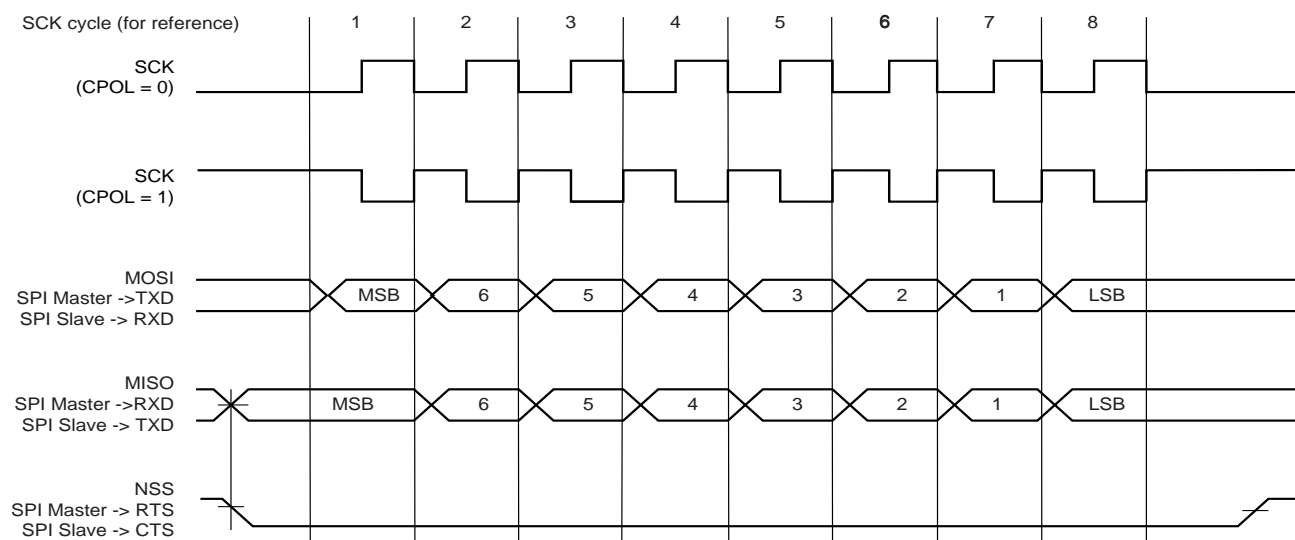 SCK cycle (for reference) 1 2 3 4 5 6 7 8
SCK
(CPOL = 0)
SCK
(CPOL = 1)
MOSI
SPI Master ->TXD
SPI Slave -> RXD
MSB 6 5 4 3 2 1 LSB
MISO
SPI Master ->RXD
SPI Slave -> TXD
MSB 6 5 4 3 2 1 LSB
NSS
SPI Master -> RTS
SPI Slave -> CTS